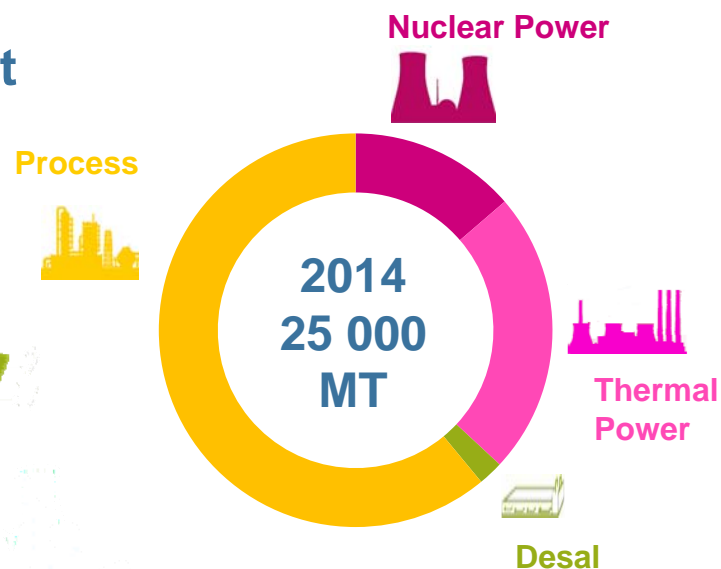 Nuclear Power
t
Process
2014
25 000
MT
Thermal
Power
Desal